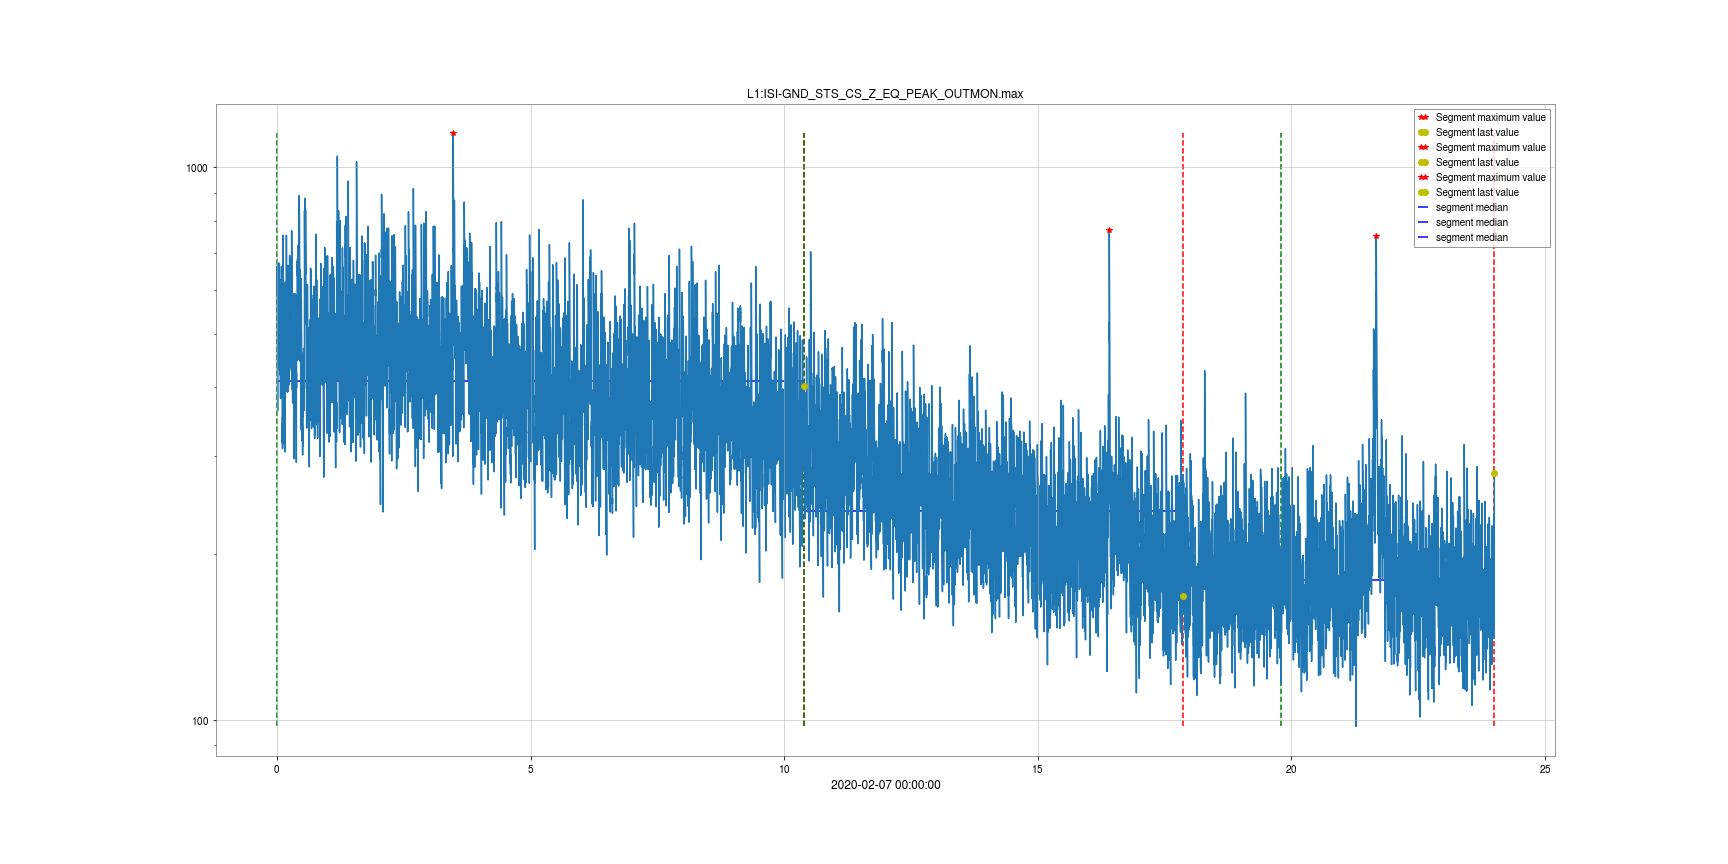 L1:ISI-GND_STS_CS_Z_EQ_PEAK_OUTMON.max
Segment maximum value
Segment last value
Segment maximum value
Segment last value
Segment maximum value
Segment last value
segment median
segment median
segment median
1000
100
0 5 10 15 20 25
2020-02-07 00:00:00